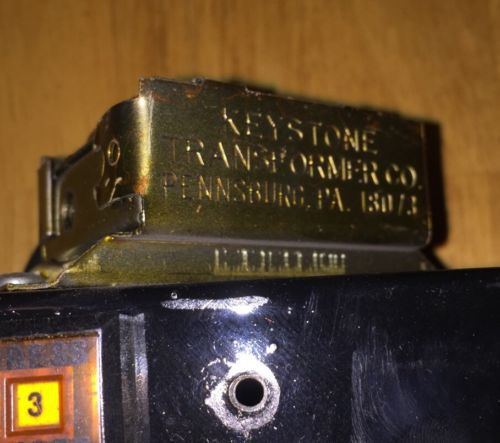 KEYSTONE
TRANSFORMER CO.
PENNSBURG, PA. 18073
3